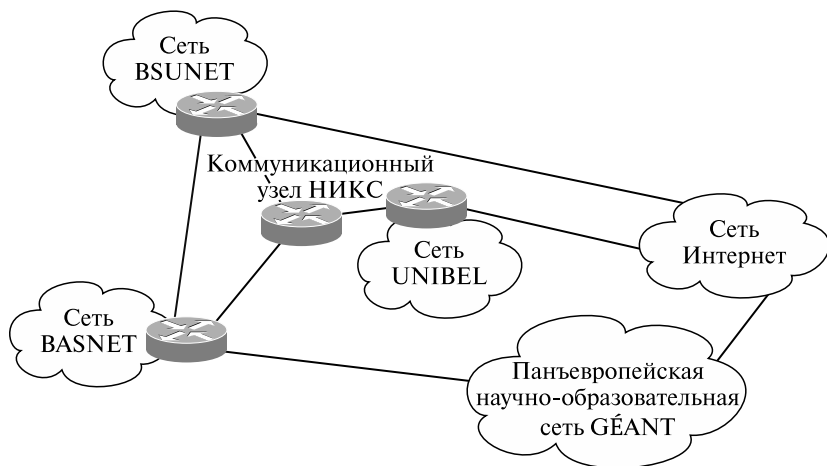 Сеть
BSUNET
Коммуникационный
узел НИКС
Сеть
UNIBEL
Сеть
Интернет
Сеть
BASNET
Панъевропейская
научно-образовательная
сеть GÉANT